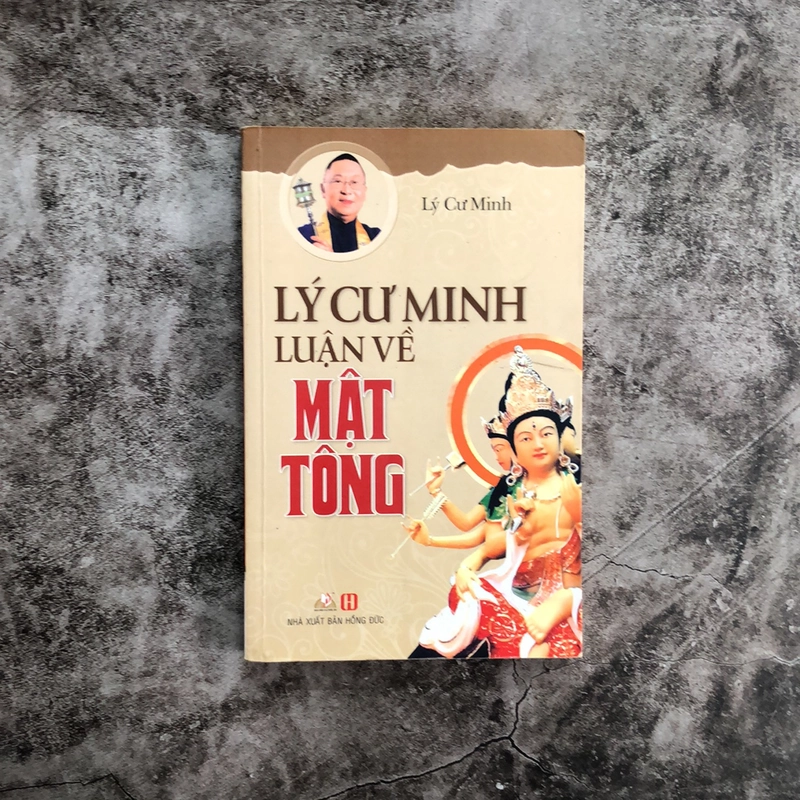 Lý Cư Minh
LÝ CƯ MINH
LUẬN VỀ
MẬT
TÔNG
H
NHÀ XUẤT BẢN HỒNG ĐỨC